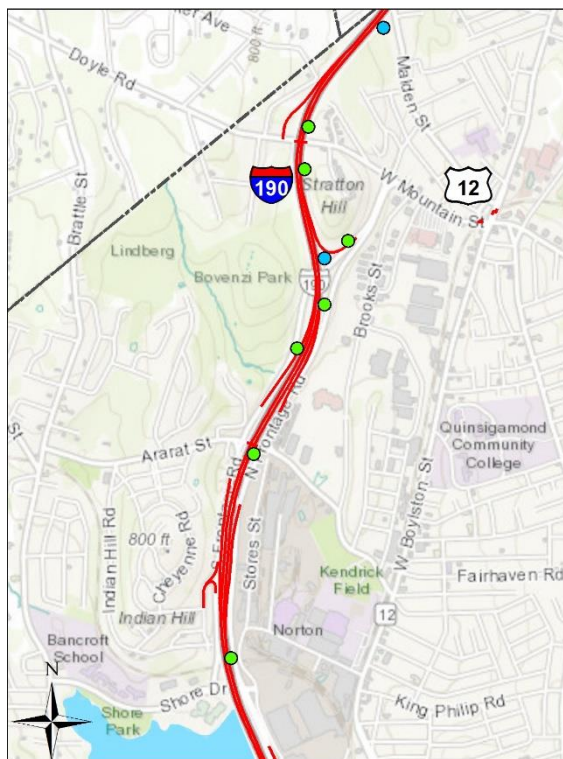 800 ft
Doyle Rd
Malden St
190
Stratton
Hill
12
W Mountain St
Brattle St
Lindberg
Bovenzi Park
190
Brooks St
N Frontage Rd
Ararat St
Quinsigamond
Community
College
St
W Boylston St
Indian Hill Rd
800 ft
Cheyenne Rd
Stores St
Kendrick
Field
Fairhaven Rd
Indian Hill
12
Norton
Bancroft
School
Shore Dr
N
Shore
Park
King Philip Rd